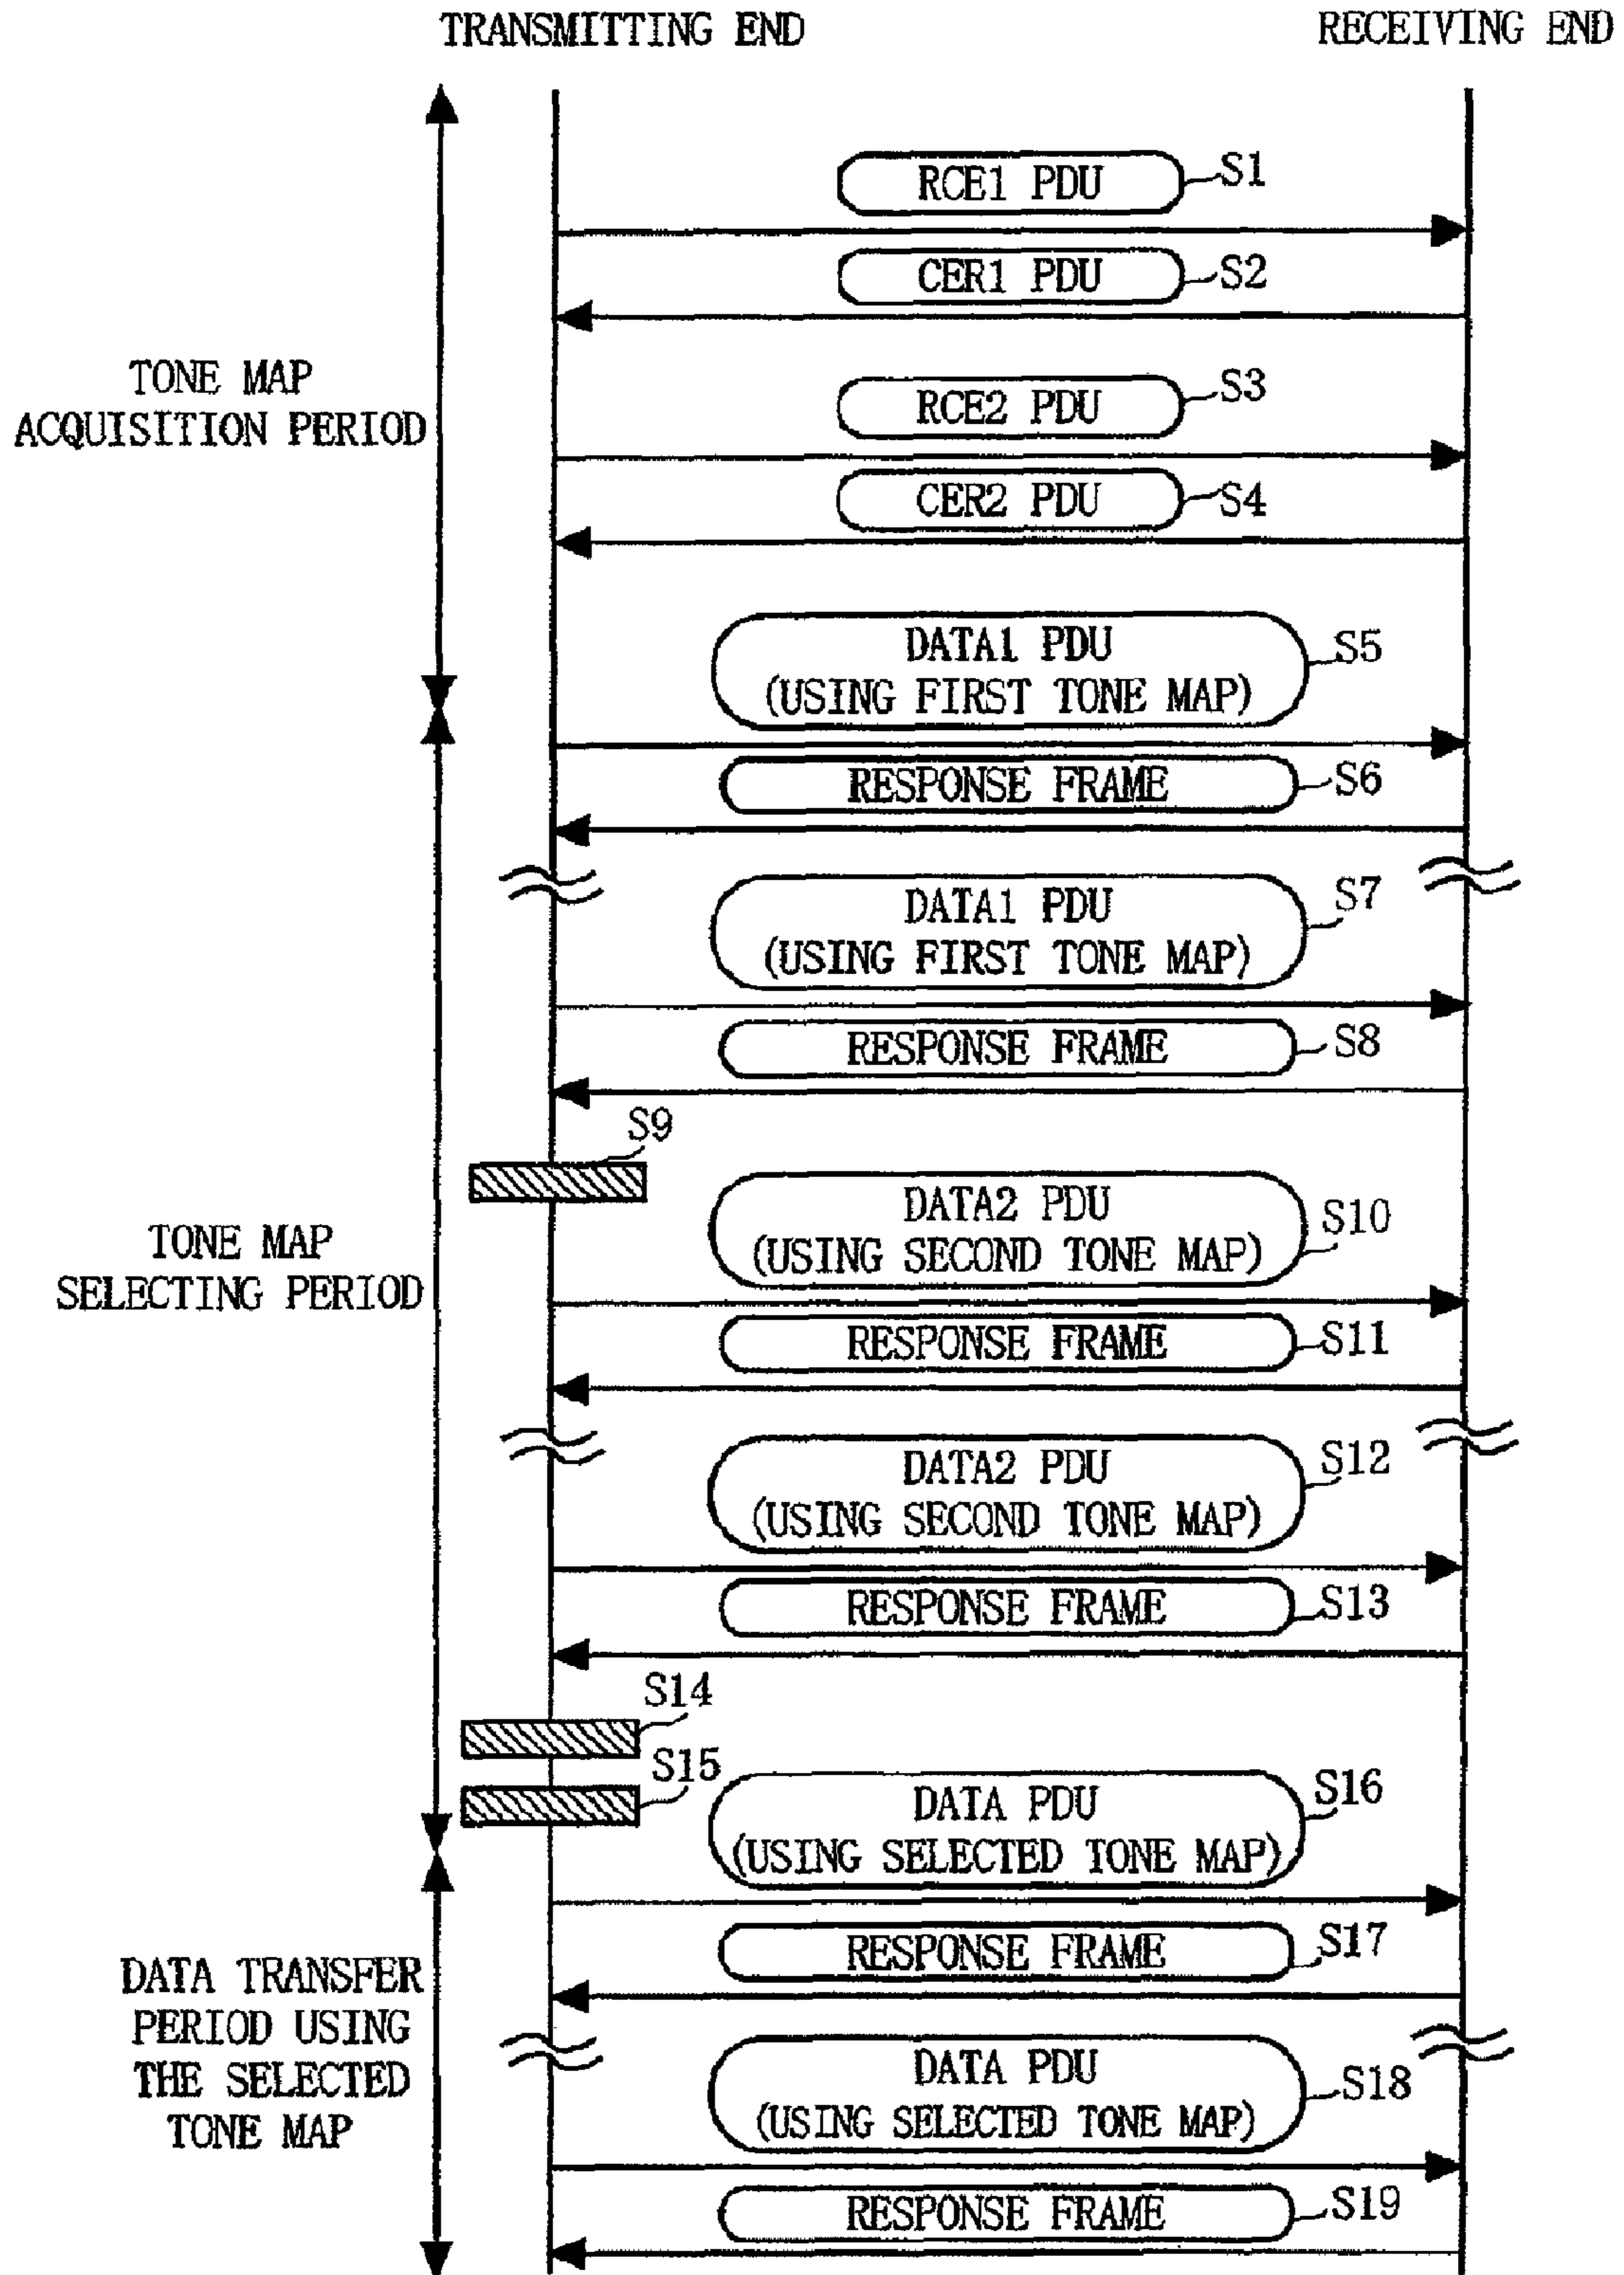 TRANSMITTING END
RECEIVING END
RCE1 PDU
S1
CER1 PDU
S2
TONE MAP
ACQUISITION PERIOD
RCE2 PDU
S3
CER2 PDU
S4
DATA1 PDU
(USING FIRST TONE MAP)
S5
RESPONSE FRAME
S6
DATA1 PDU
(USING FIRST TONE MAP)
S7
RESPONSE FRAME
S8
S9
TONE MAP
SELECTING PERIOD
DATA2 PDU
(USING SECOND TONE MAP)
S10
RESPONSE FRAME
S11
DATA2 PDU
(USING SECOND TONE MAP)
S12
RESPONSE FRAME
S13
S14
S15
DATA PDU
(USING SELECTED TONE MAP)
S16
RESPONSE FRAME
S17
DATA TRANSFER
PERIOD USING
THE SELECTED
TONE MAP
DATA PDU
(USING SELECTED TONE MAP)
S18
RESPONSE FRAME
S19